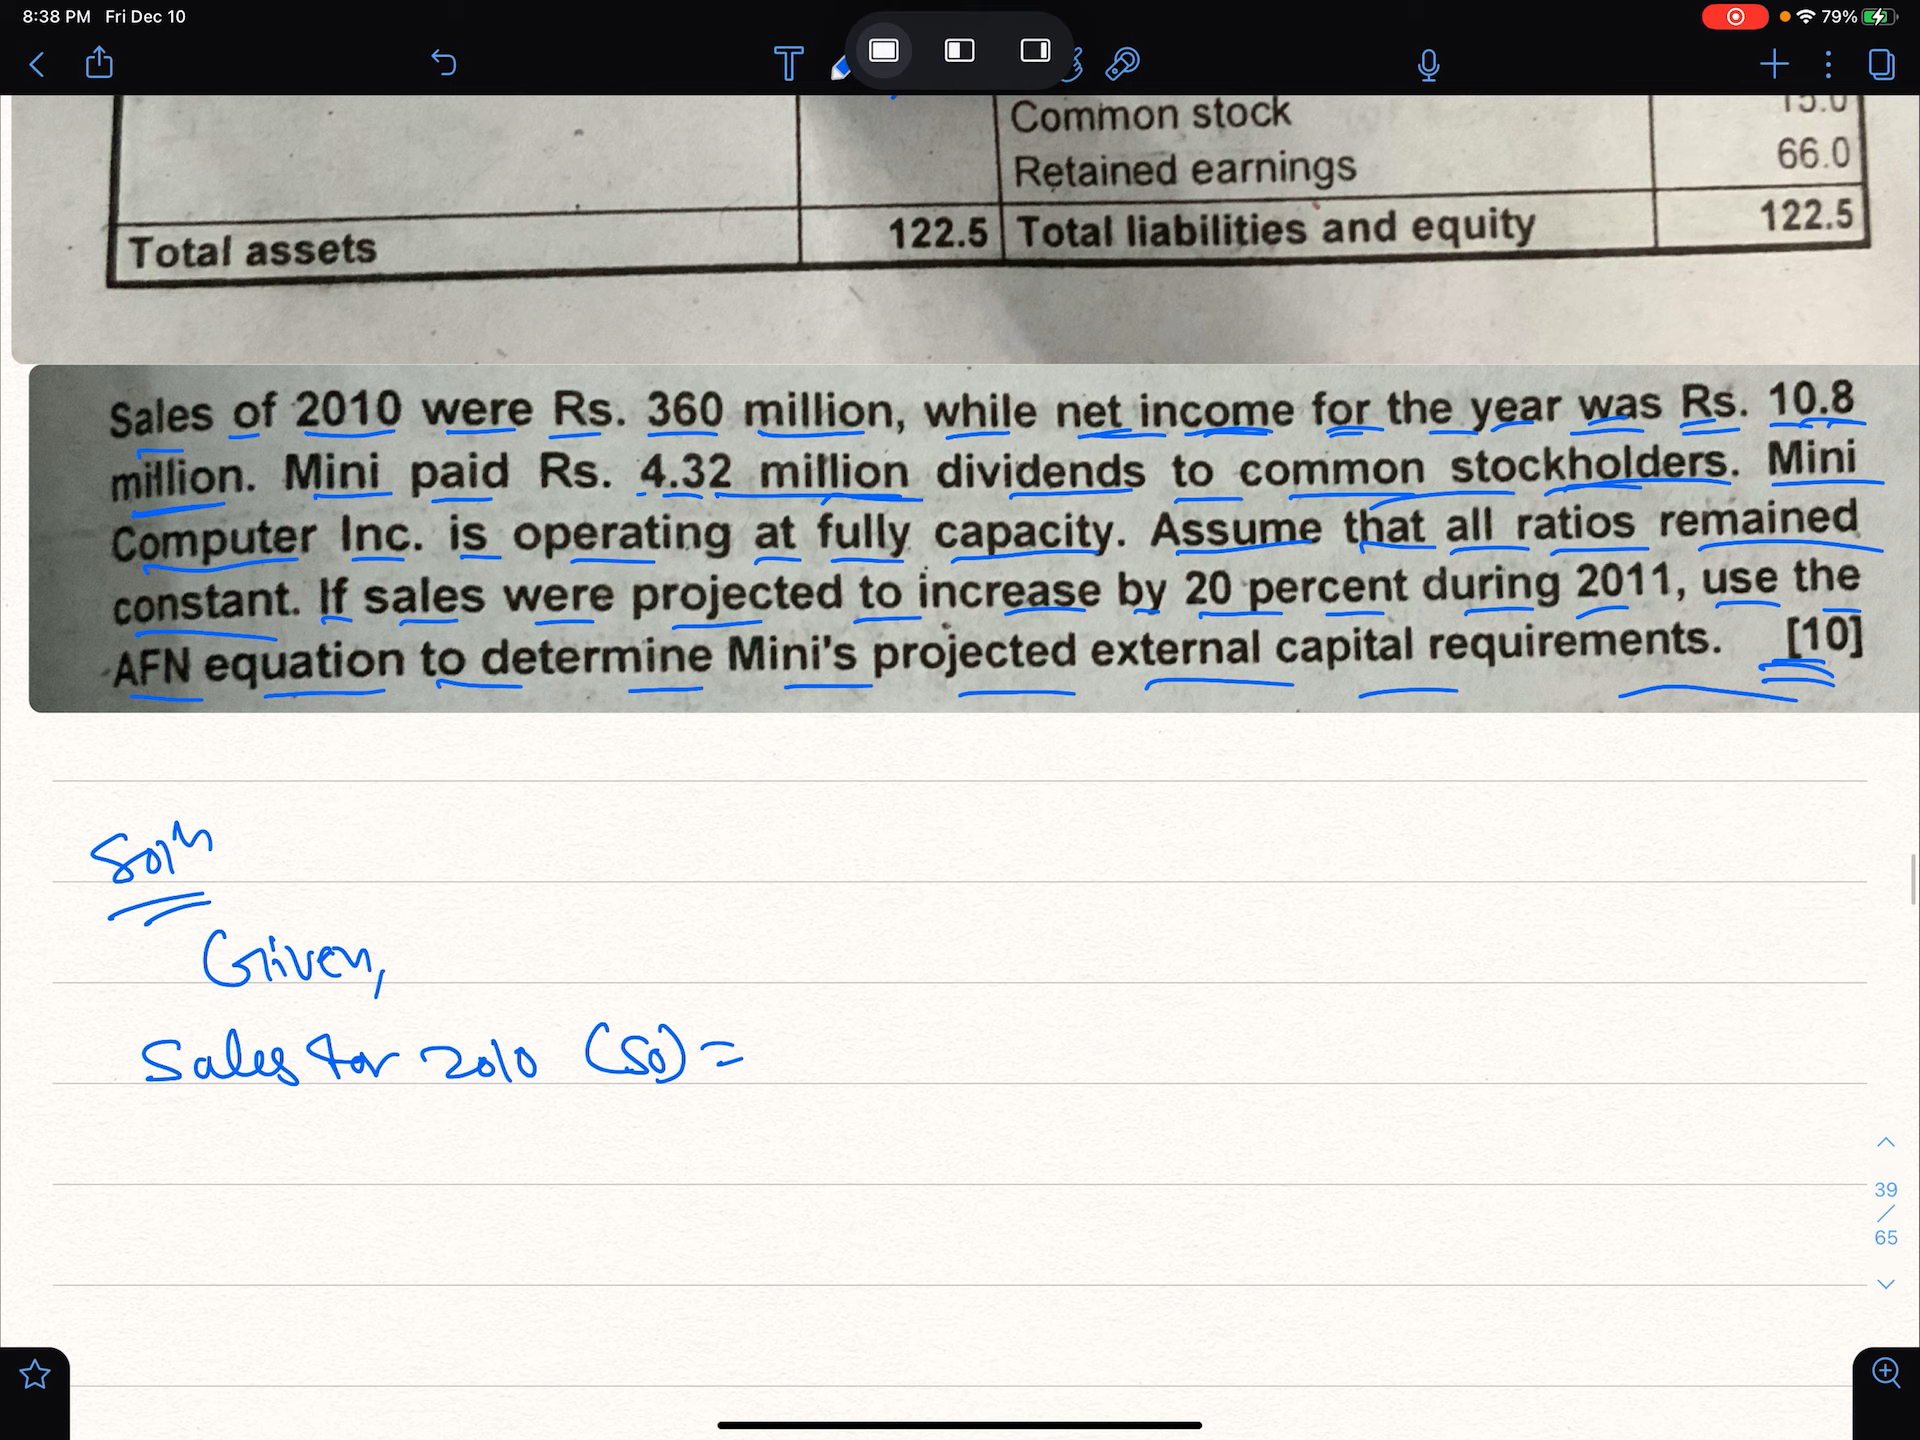 8:38 PM Fri Dec 10
79%
T
Common stock
15.0
Retained earnings
66.0
Total assets 122.5 Total liabilities and equity 122.5
Sales of 2010 were Rs. 360 million, while net income for the year was Rs. 10.8
million. Mini paid Rs. 4.32 million dividends to common stockholders. Mini
Computer Inc. is operating at fully capacity. Assume that all ratios remained
constant. If sales were projected to increase by 20 percent during 2011, use the
AFN equation to determine Mini's projected external capital requirements. [10]
Soln
Given,
Sales for 2010 (S0) =
39
/
65